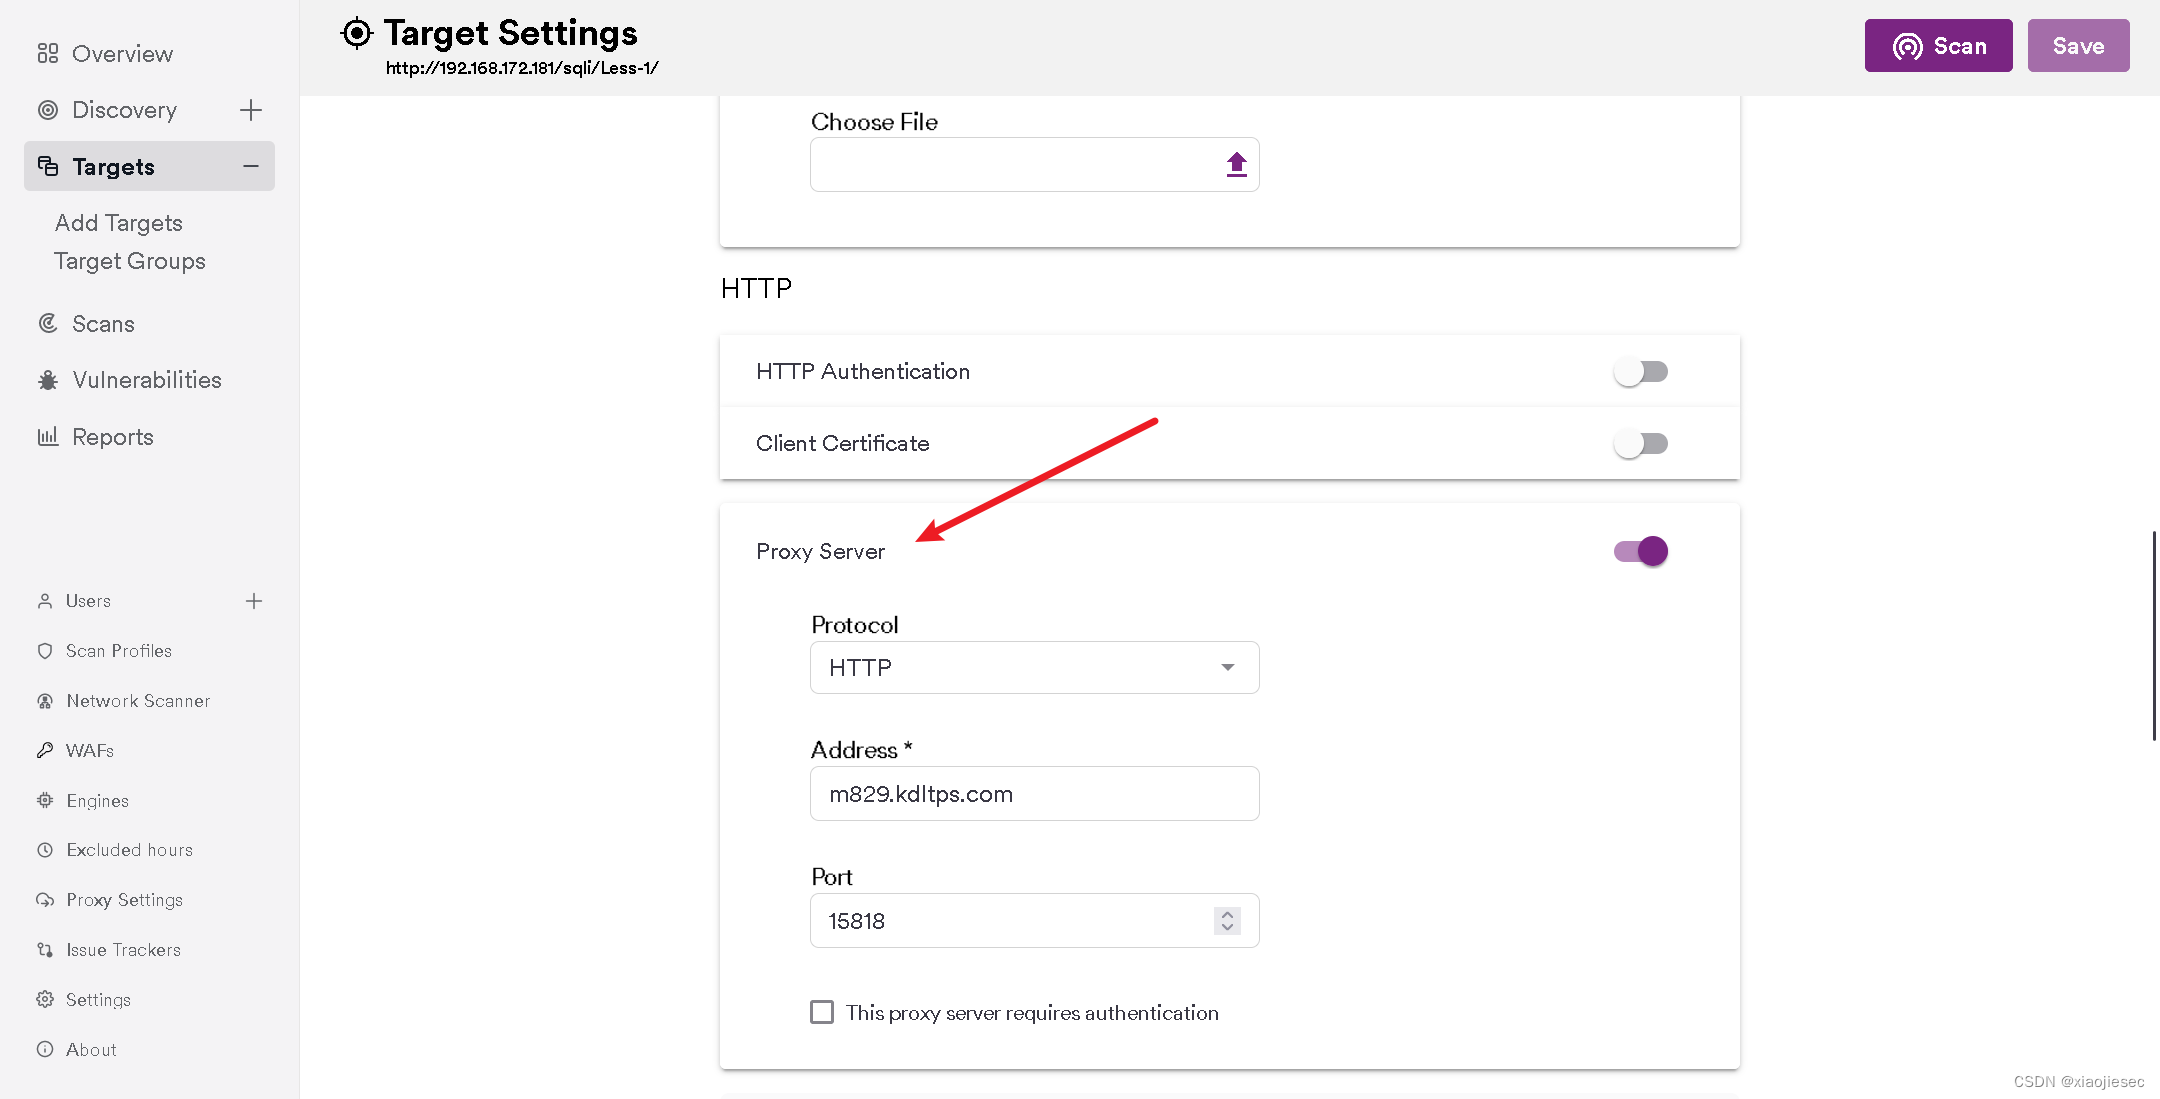 Overview
Discovery
Targets
Add Targets
Target Groups
Scans
Vulnerabilities
Reports
Users
Scan Profiles
Network Scanner
WAFs
Engines
Excluded hours
Proxy Settings
Issue Trackers
Settings
About
Target Settings
http://192.168.172.181/sqli/Less-1/
Scan
Save
Choose File
HTTP
HTTP Authentication
Client Certificate
Proxy Server
Protocol
HTTP
Address *
m829.kdltps.com
Port
15818
This proxy server requires authentication
CSDN @xiaojiesec